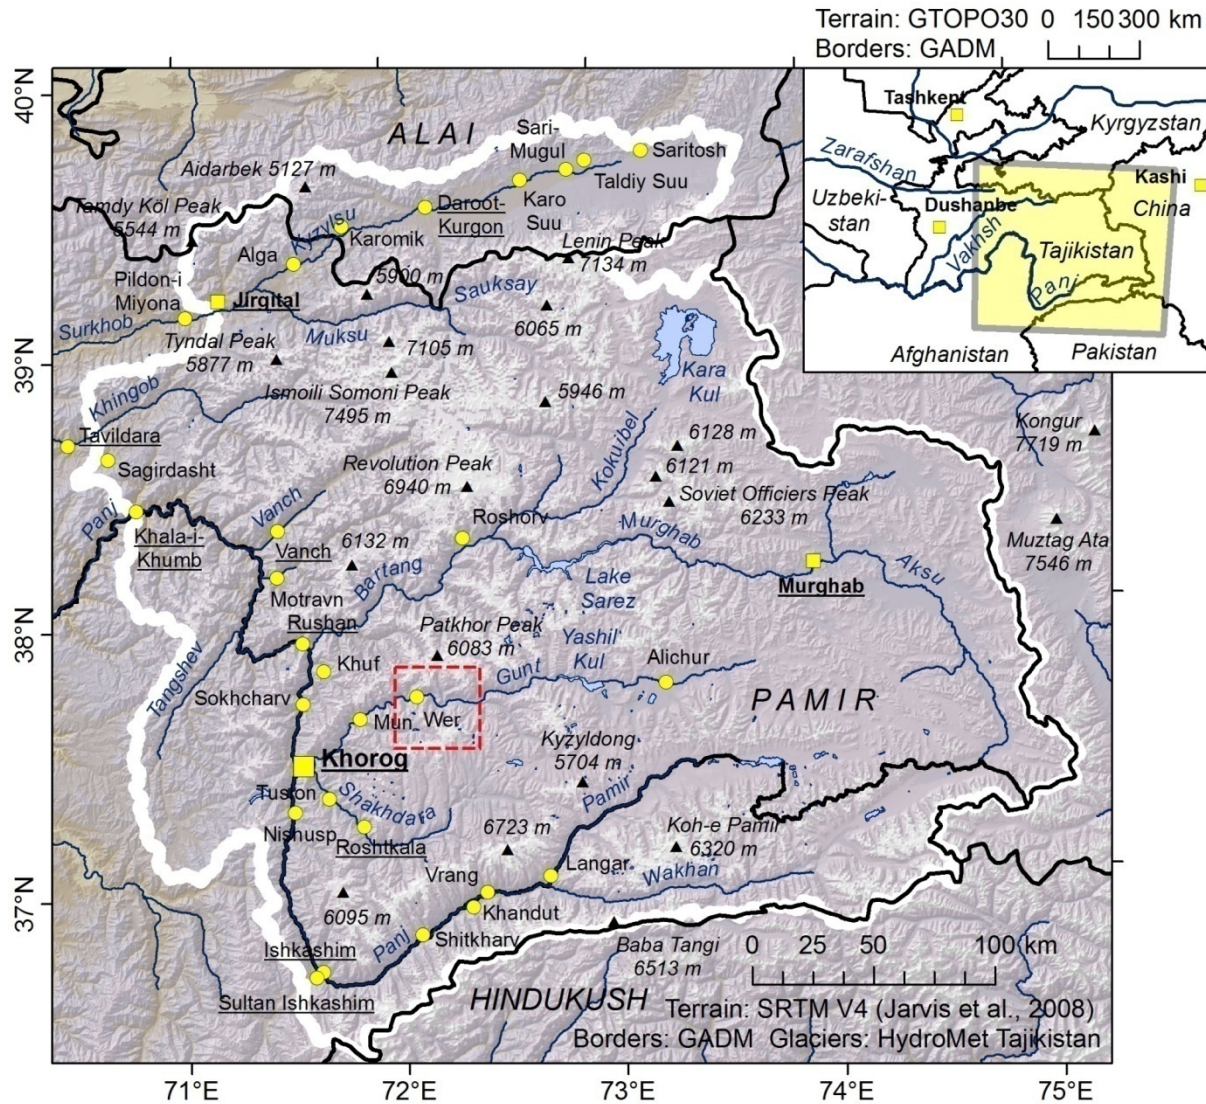 Terrain: GTOPO30 0 150 300 km
Borders: GADM
40°N
39°N
38°N
37°N
Tashkent
Kyrgyzstan
Zarafshan
Kashi
Uzbeki-
stan
Dushanbe
China
Vakhsh
Tajikistan
Panj
Afghanistan
Pakistan
ALAI
Sari-
Mugul
Saritosh
Aidarbek 5127 m
Taldiy Suu
Tamdy Köl Peak
5544 m
Daroot-
Kurgon
Karo
Suu
Kyzylsu
Karomik
Alga
Lenin Peak
7134 m
5900 m
Pildon-i
Miyona
Jirgital
Sauksay
Surkhob
Muksu
6065 m
Tyndal Peak
5877 m
7105 m
Kara
Kul
Ismoili Somoni Peak
7495 m
5946 m
Khingob
Kongur
7719 m
6128 m
Tavildara
Sagirdasht
Revolution Peak
6940 m
6121 m
Kokuibel
Soviet Officiers Peak
6233 m
Panj
Vanch
Roshorv
Khala-i-
Khumb
Vanch
6132 m
Murghab
Muztag Ata
7546 m
Bartang
Lake
Sarez
Murghab
Aksu
Motravn
Rushan
Patkhor Peak
6083 m
Yashil
Kul
Tangshev
Khuf
Gunt
Alichur
Sokhcharv
PAMIR
Mun
Wer
Khorog
Kyzyldong
5704 m
Tusion
Shakhdara
Pamir
Nishusp
Roshtkala
6723 m
Koh-e Pamir
6320 m
Langar
Vrang
Wakhan
6095 m
Khandut
Ishkashim
Panj
Shitkharv
Baba Tangi
6513 m
0 25 50 100 km
Sultan Ishkashim
HINDUKUSH
Terrain: SRTM V4 (Jarvis et al., 2008)
Borders: GADM Glaciers: HydroMet Tajikistan
71°E
72°E
73°E
74°E
75°E